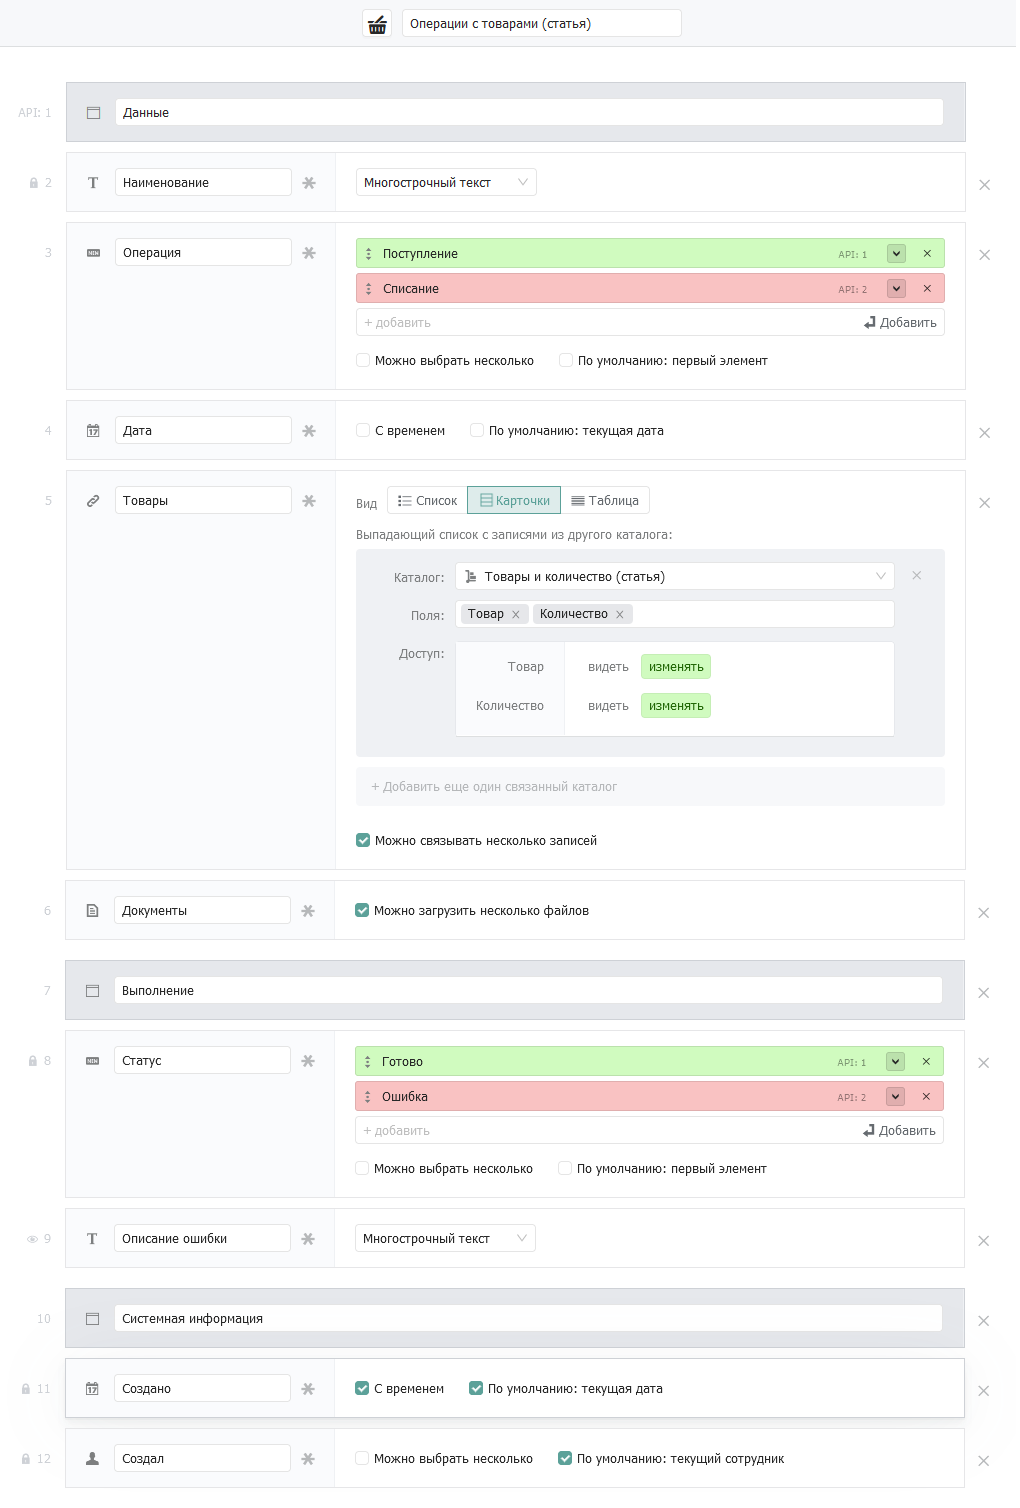 Операции с товарами (статья)
API: 1 Данные
2 Наименование Многострочный текст
3 Операция Поступление API: 1
Списание API: 2
+ добавить Добавить
Можно выбрать несколько По умолчанию: первый элемент
4 Дата С временем По умолчанию: текущая дата
5 Товары Вид Список Карточки Таблица
Выпадающий список с записями из другого каталога:
Каталог: Товары и количество (статья)
Поля: Товар Количество
Доступ: Товар видеть изменять
Количество видеть изменять
+ Добавить еще один связанный каталог
Можно связывать несколько записей
6 Документы Можно загрузить несколько файлов
7 Выполнение
8 Статус Готово API: 1
Ошибка API: 2
+ добавить Добавить
Можно выбрать несколько По умолчанию: первый элемент
9 Описание ошибки Многострочный текст
10 Системная информация
11 Создано С временем По умолчанию: текущая дата
12 Создал Можно выбрать несколько По умолчанию: текущий сотрудник